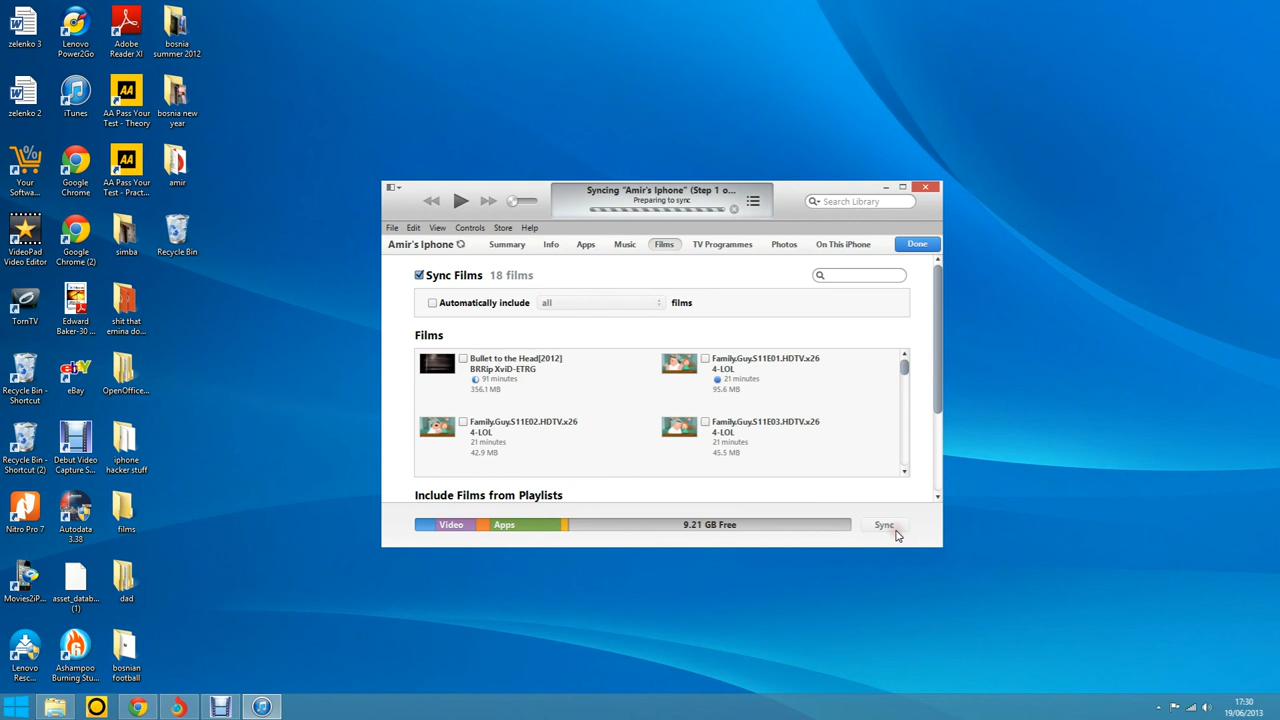 zelenko 3
Lenovo
Power2Go
Adobe
Reader XI
bosnia
summer 2012
zelenko 2
iTunes
AA
AA Pass Your
Test - Theory
bosnia new
year
Your
Softwa...
Google
Chrome
AA
AA Pass Your
Test - Pract...
amir
VideoPad
Video Editor
Google
Chrome (2)
simba
Recycle Bin
TornTV
Edward
Baker-30 ...
shit that
emina do...
Recycle Bin -
Shortcut
eBay
OpenOffice...
Recycle Bin -
Shortcut (2)
Debut Video
Capture S...
iphone
hacker stuff
Nitro Pro 7
Autodata
3.38
films
Movies2iP...
asset_datab...
(1)
dad
Lenovo
Resc...
Ashampoo
Burning Stu...
bosnian
football
Syncing "Amir's Iphone" (Step 1 o...
Preparing to sync
Search Library
File Edit View Controls Store Help
Amir's Iphone Summary Info Apps Music Films TV Programmes Photos On This iPhone Done
Sync Films 18 films
Automatically include all films
Films
Bullet to the Head[2012]
BRRip XviD-ETRG
91 minutes
356.1 MB
Family.Guy.S11E01.HDTV.x26
4-LOL
21 minutes
95.6 MB
Family.Guy.S11E02.HDTV.x26
4-LOL
21 minutes
42.9 MB
Family.Guy.S11E03.HDTV.x26
4-LOL
21 minutes
45.5 MB
Include Films from Playlists
Video Apps 9.21 GB Free Sync
17:30
19/06/2013